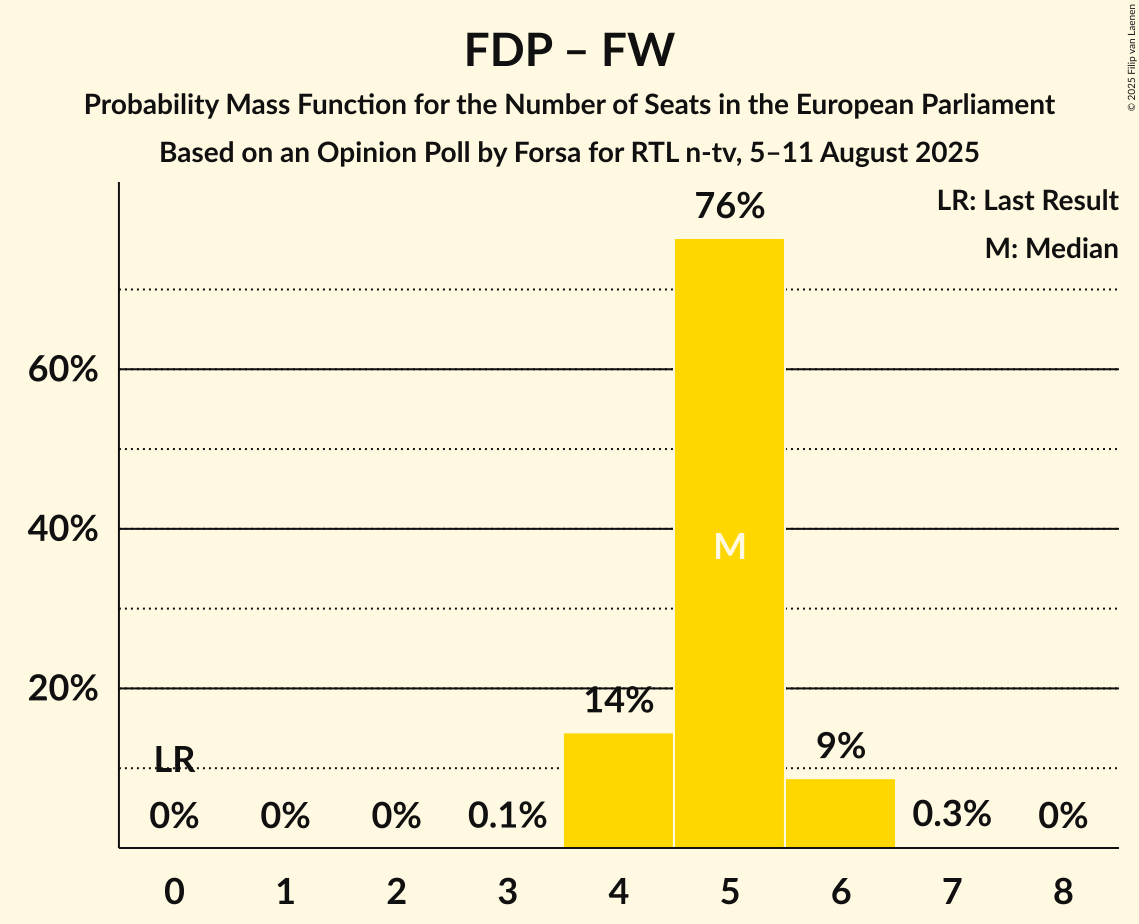 FDP – FW
Probability Mass Function for the Number of Seats in the European Parliament
Based on an Opinion Poll by Forsa for RTL n-tv, 5–11 August 2025
© 2025 Filip van Laenen
LR: Last Result
M: Median
76%
60%
40%
M
20%
14%
9%
LR
0% 0% 0% 0.1% 0.3% 0%
0 1 2 3 4 5 6 7 8